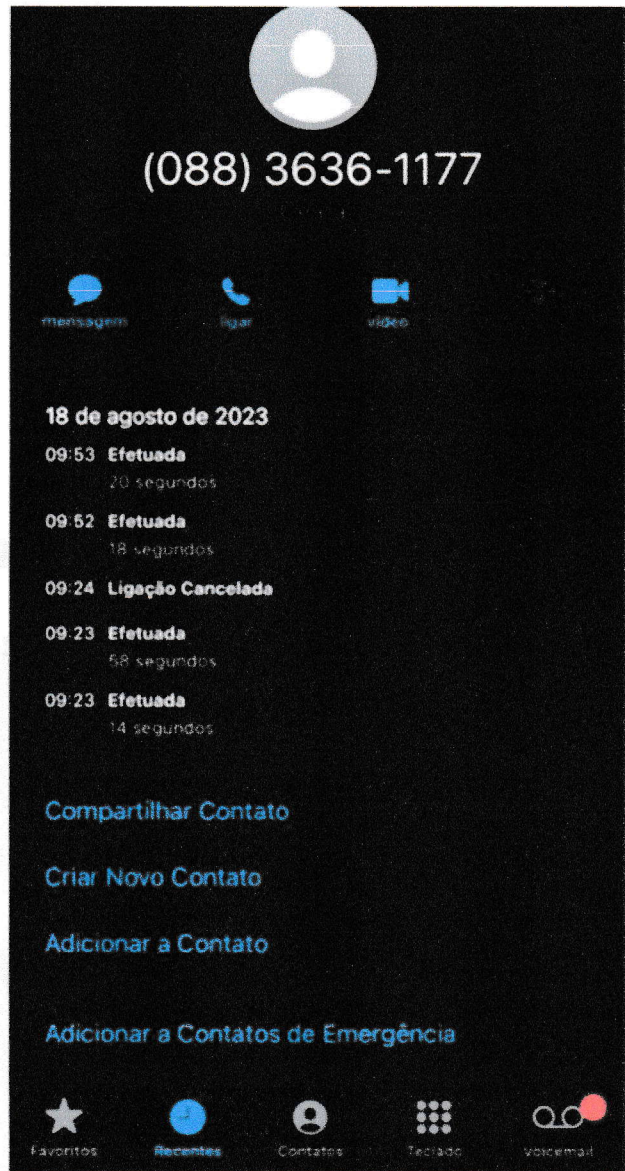 (088) 3636-1177
mensagem
ligar
vídeo
18 de agosto de 2023
09:53 Efetuada
20 segundos
09:52 Efetuada
18 segundos
09:24 Ligação Cancelada
09:23 Efetuada
58 segundos
09:23 Efetuada
14 segundos
Compartilhar Contato
Criar Novo Contato
Adicionar a Contato
Adicionar a Contatos de Emergência
Favoritos
Recentes
Contatos
Teclado
Voicemail